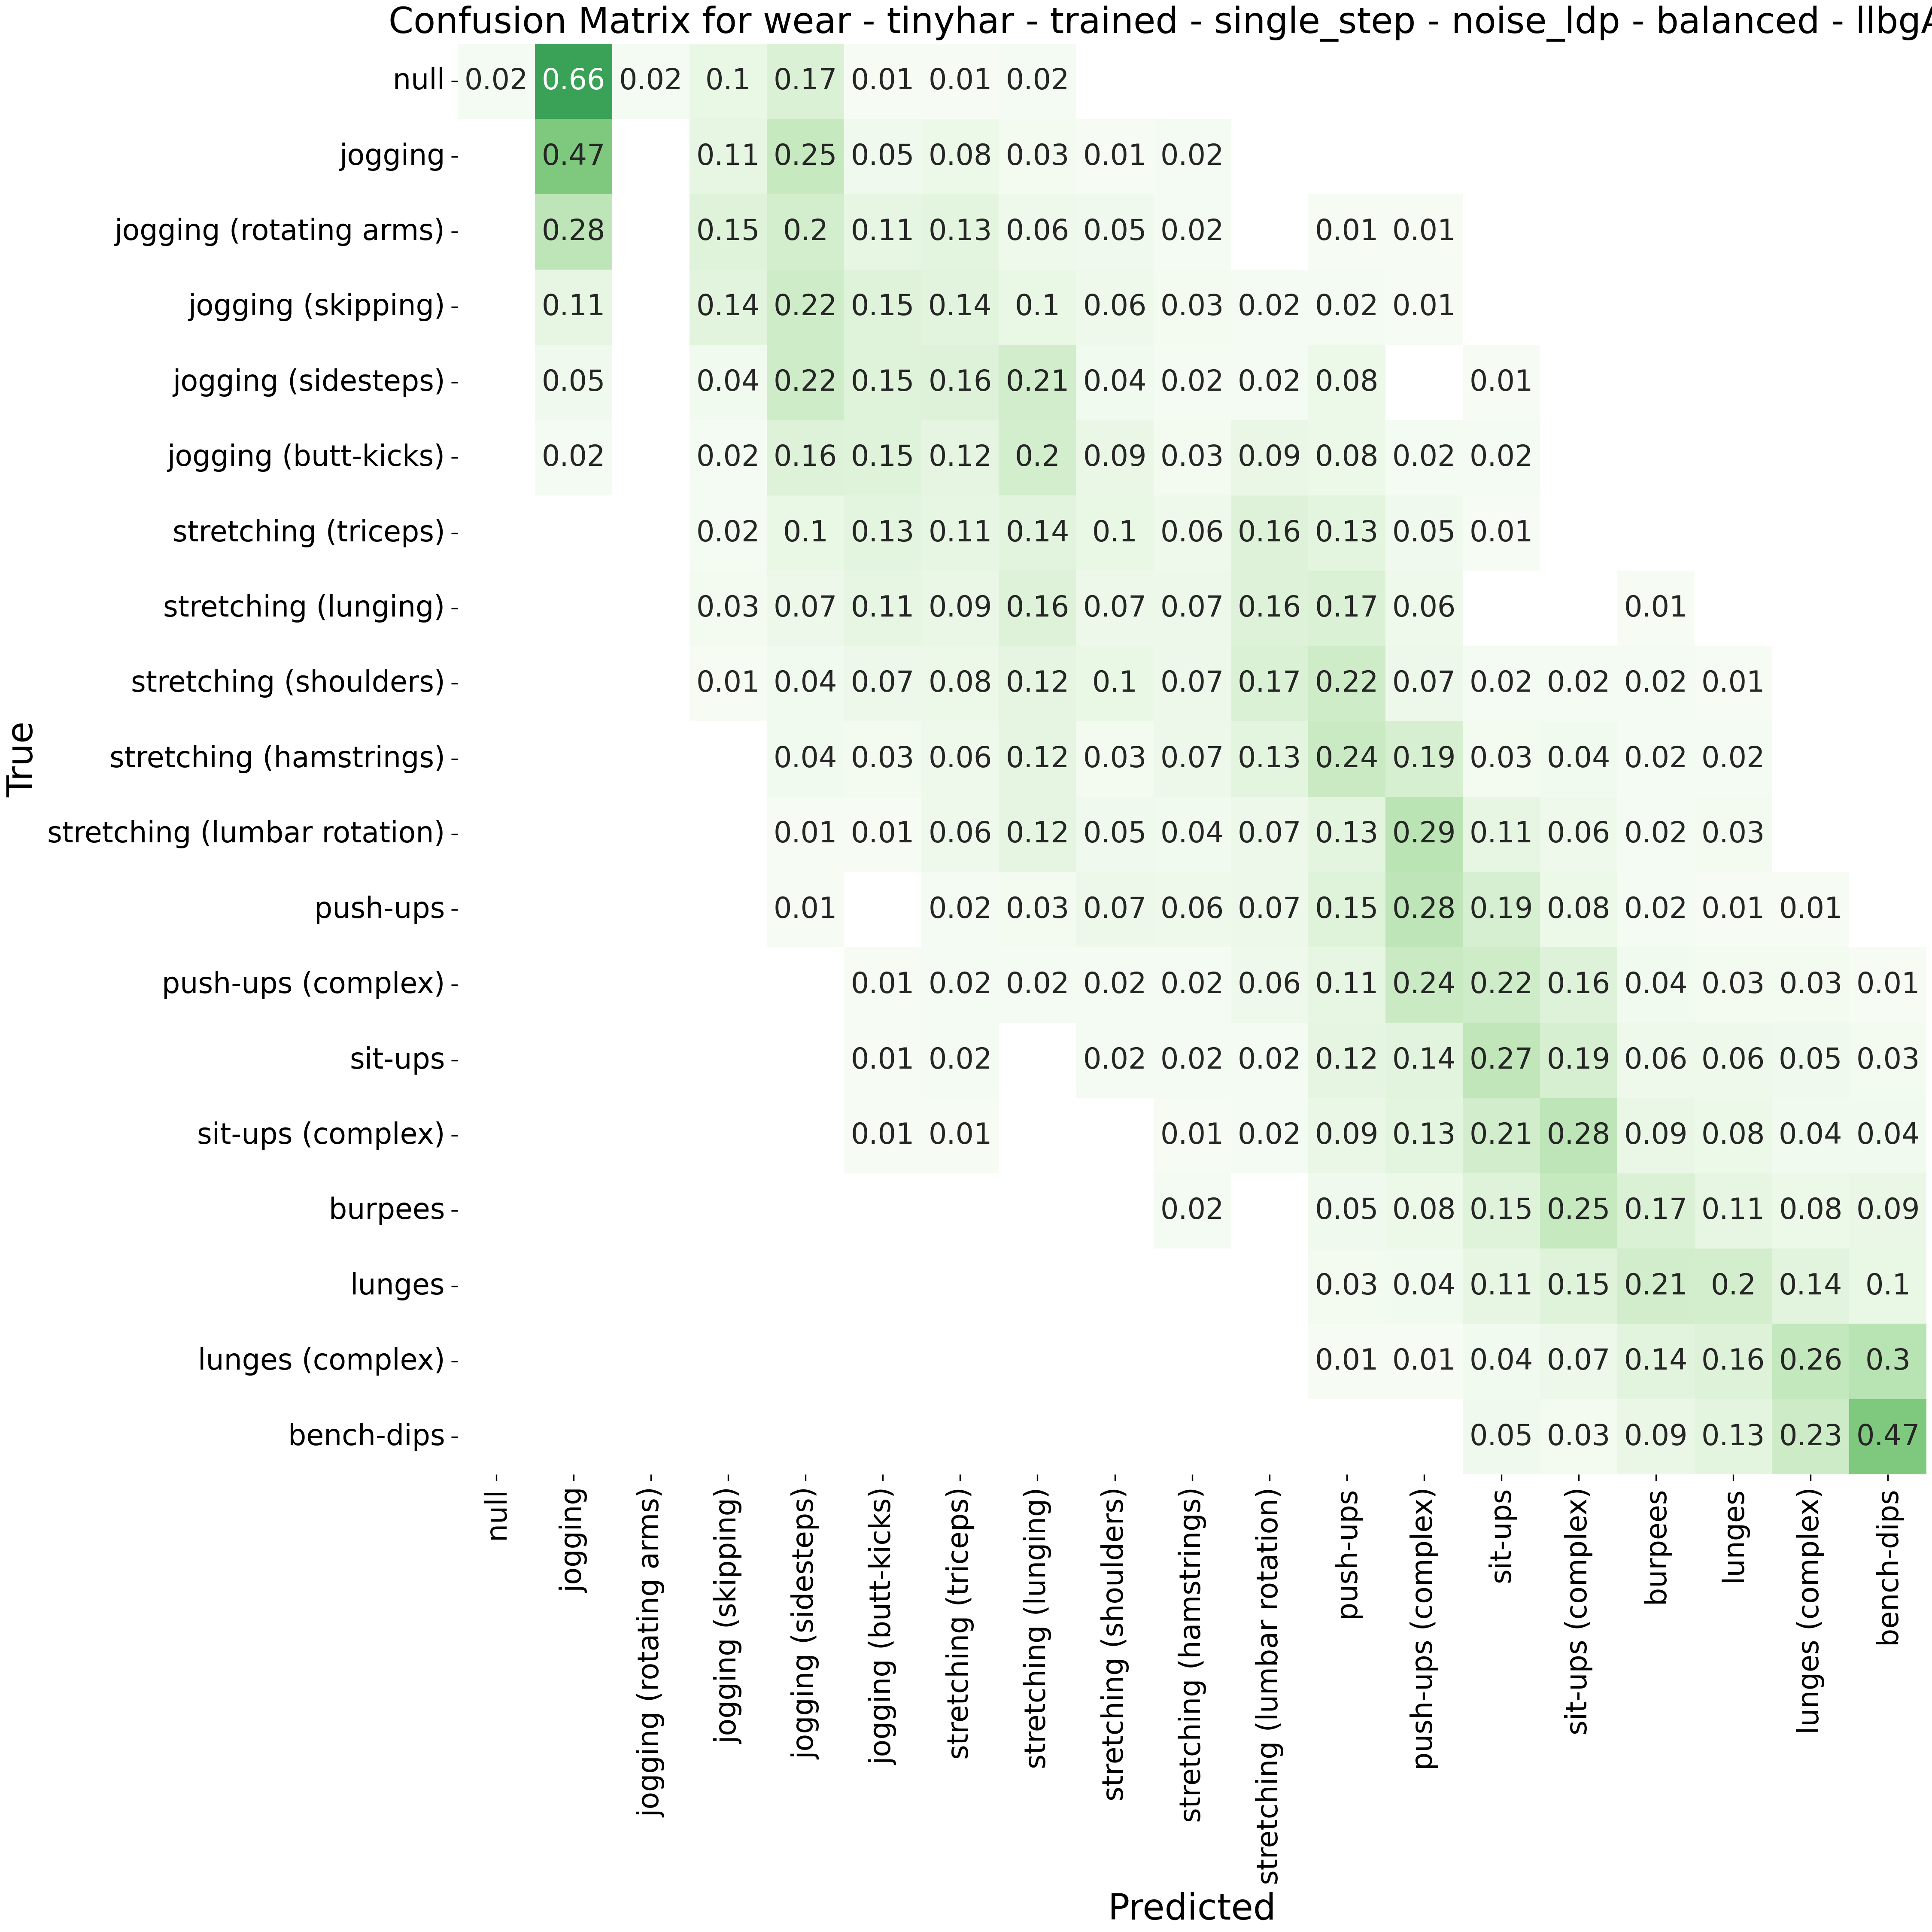 Confusion Matrix for wear - tinyhar - trained - single_step - noise_ldp - balanced -
null 0.02 0.66 0.02 0.1 0.17 0.01 0.01 0.02
jogging 0.47 0.11 0.25 0.05 0.08 0.03 0.01 0.02
jogging (rotating arms) 0.28 0.15 0.2 0.11 0.13 0.06 0.05 0.02 0.01 0.01
jogging (skipping) 0.11 0.14 0.22 0.15 0.14 0.1 0.06 0.03 0.02 0.02 0.01
jogging (sidesteps) 0.05 0.04 0.22 0.15 0.16 0.21 0.04 0.02 0.02 0.08 0.01
jogging (butt-kicks) 0.02 0.02 0.16 0.15 0.12 0.2 0.09 0.03 0.09 0.08 0.02 0.02
stretching (triceps) 0.02 0.1 0.13 0.11 0.14 0.1 0.06 0.16 0.13 0.05 0.01
stretching (lunging) 0.03 0.07 0.11 0.09 0.16 0.07 0.07 0.16 0.17 0.06 0.01
stretching (shoulders) 0.01 0.04 0.07 0.08 0.12 0.1 0.07 0.17 0.22 0.07 0.02 0.02 0.02 0.01
stretching (hamstrings) 0.04 0.03 0.06 0.12 0.03 0.07 0.13 0.24 0.19 0.03 0.04 0.02 0.02
stretching (lumbar rotation) 0.01 0.01 0.06 0.12 0.05 0.04 0.07 0.13 0.29 0.11 0.06 0.02 0.03
push-ups 0.01 0.02 0.03 0.07 0.06 0.07 0.15 0.28 0.19 0.08 0.02 0.01 0.01
push-ups (complex) 0.01 0.02 0.02 0.02 0.02 0.06 0.11 0.24 0.22 0.16 0.04 0.03 0.03 0.01
sit-ups 0.01 0.02 0.02 0.02 0.02 0.12 0.14 0.27 0.19 0.06 0.06 0.05 0.03
sit-ups (complex) 0.01 0.01 0.01 0.02 0.09 0.13 0.21 0.28 0.09 0.08 0.04 0.04
burpees 0.02 0.05 0.08 0.15 0.25 0.17 0.11 0.08 0.09
lunges 0.03 0.04 0.11 0.15 0.21 0.2 0.14 0.1
lunges (complex) 0.01 0.01 0.04 0.07 0.14 0.16 0.26 0.3
bench-dips 0.05 0.03 0.09 0.13 0.23 0.47
True
null
jogging
jogging (rotating arms)
jogging (skipping)
jogging (sidesteps)
jogging (butt-kicks)
stretching (triceps)
stretching (lunging)
stretching (shoulders)
stretching (hamstrings)
stretching (lumbar rotation)
push-ups
push-ups (complex)
sit-ups
sit-ups (complex)
burpees
lunges
lunges (complex)
bench-dips
Predicted